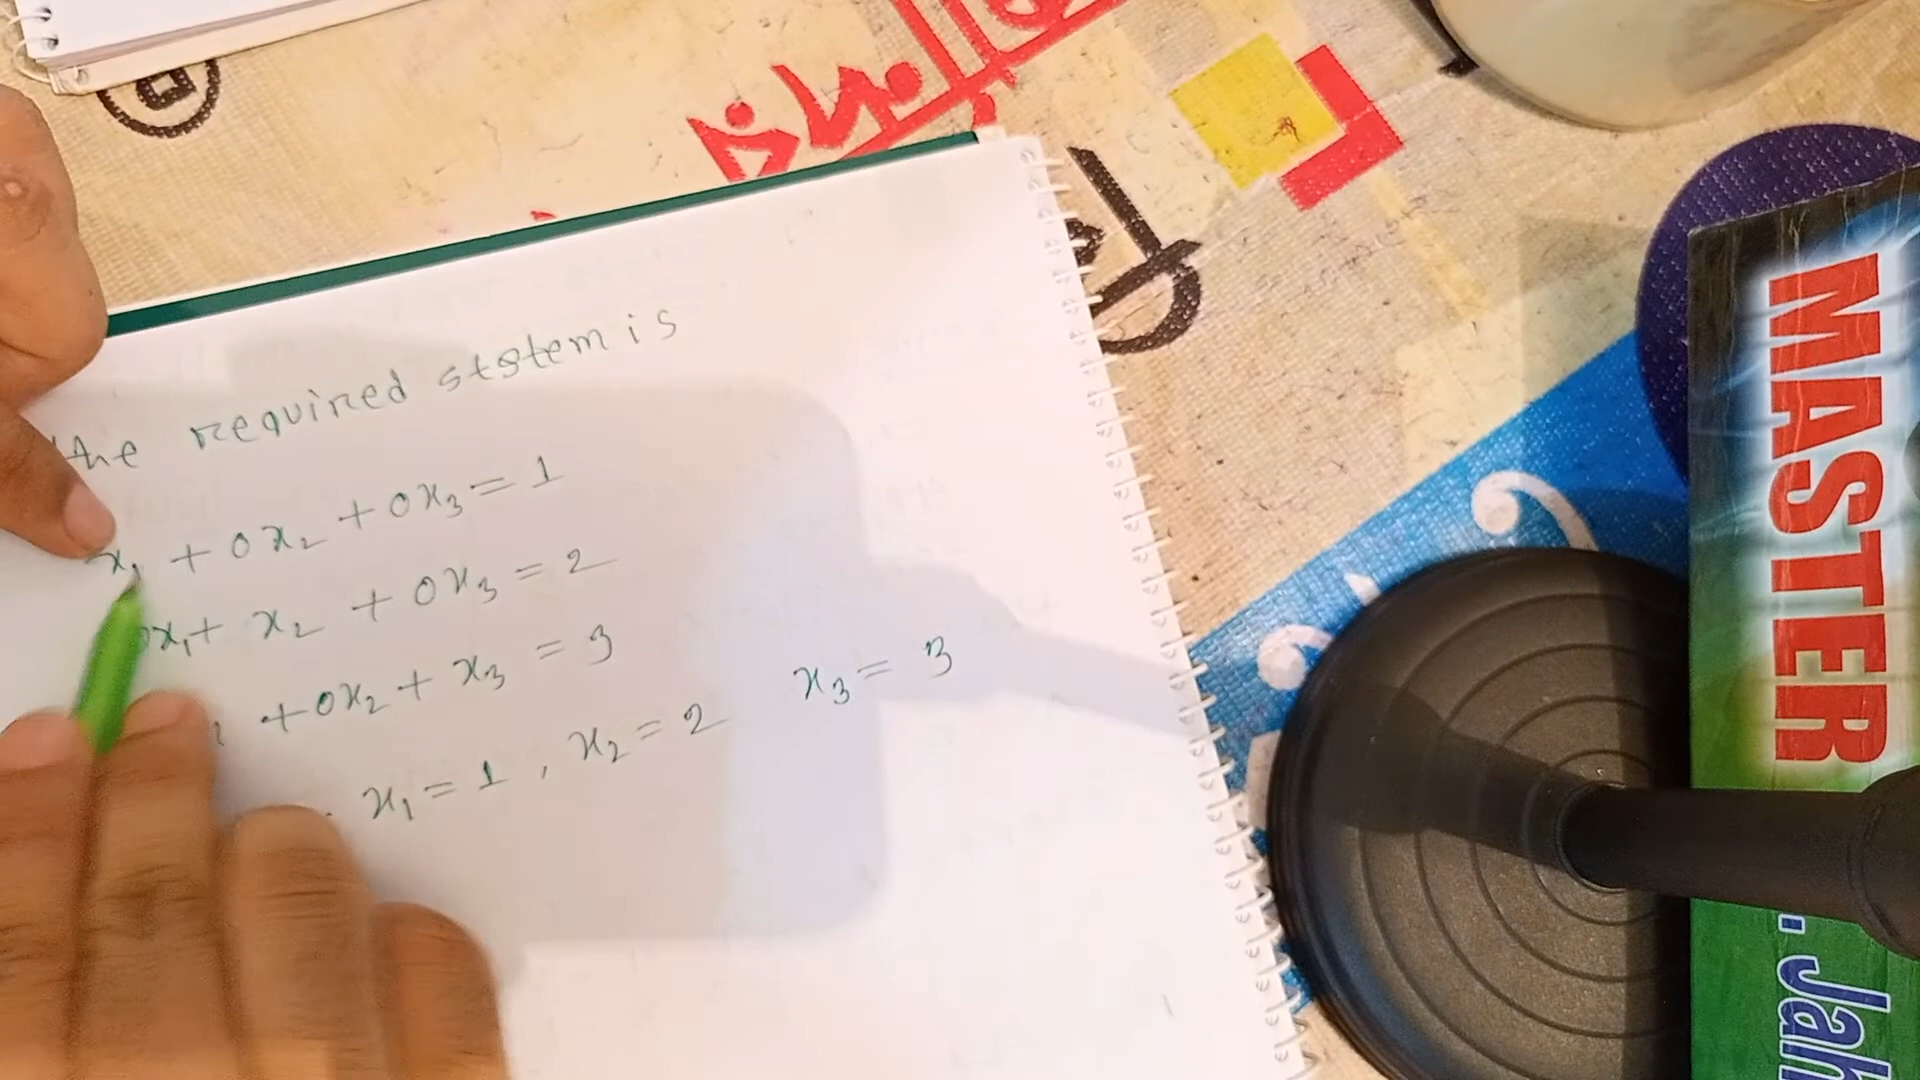 the required ststem is
x₁ + 0x₂ + 0x₃ = 1
0x₁ + x₂ + 0x₃ = 2
+ 0x₂ + x₃ = 3
x₁ = 1 , x₂ = 2 x₃ = 3
MASTER